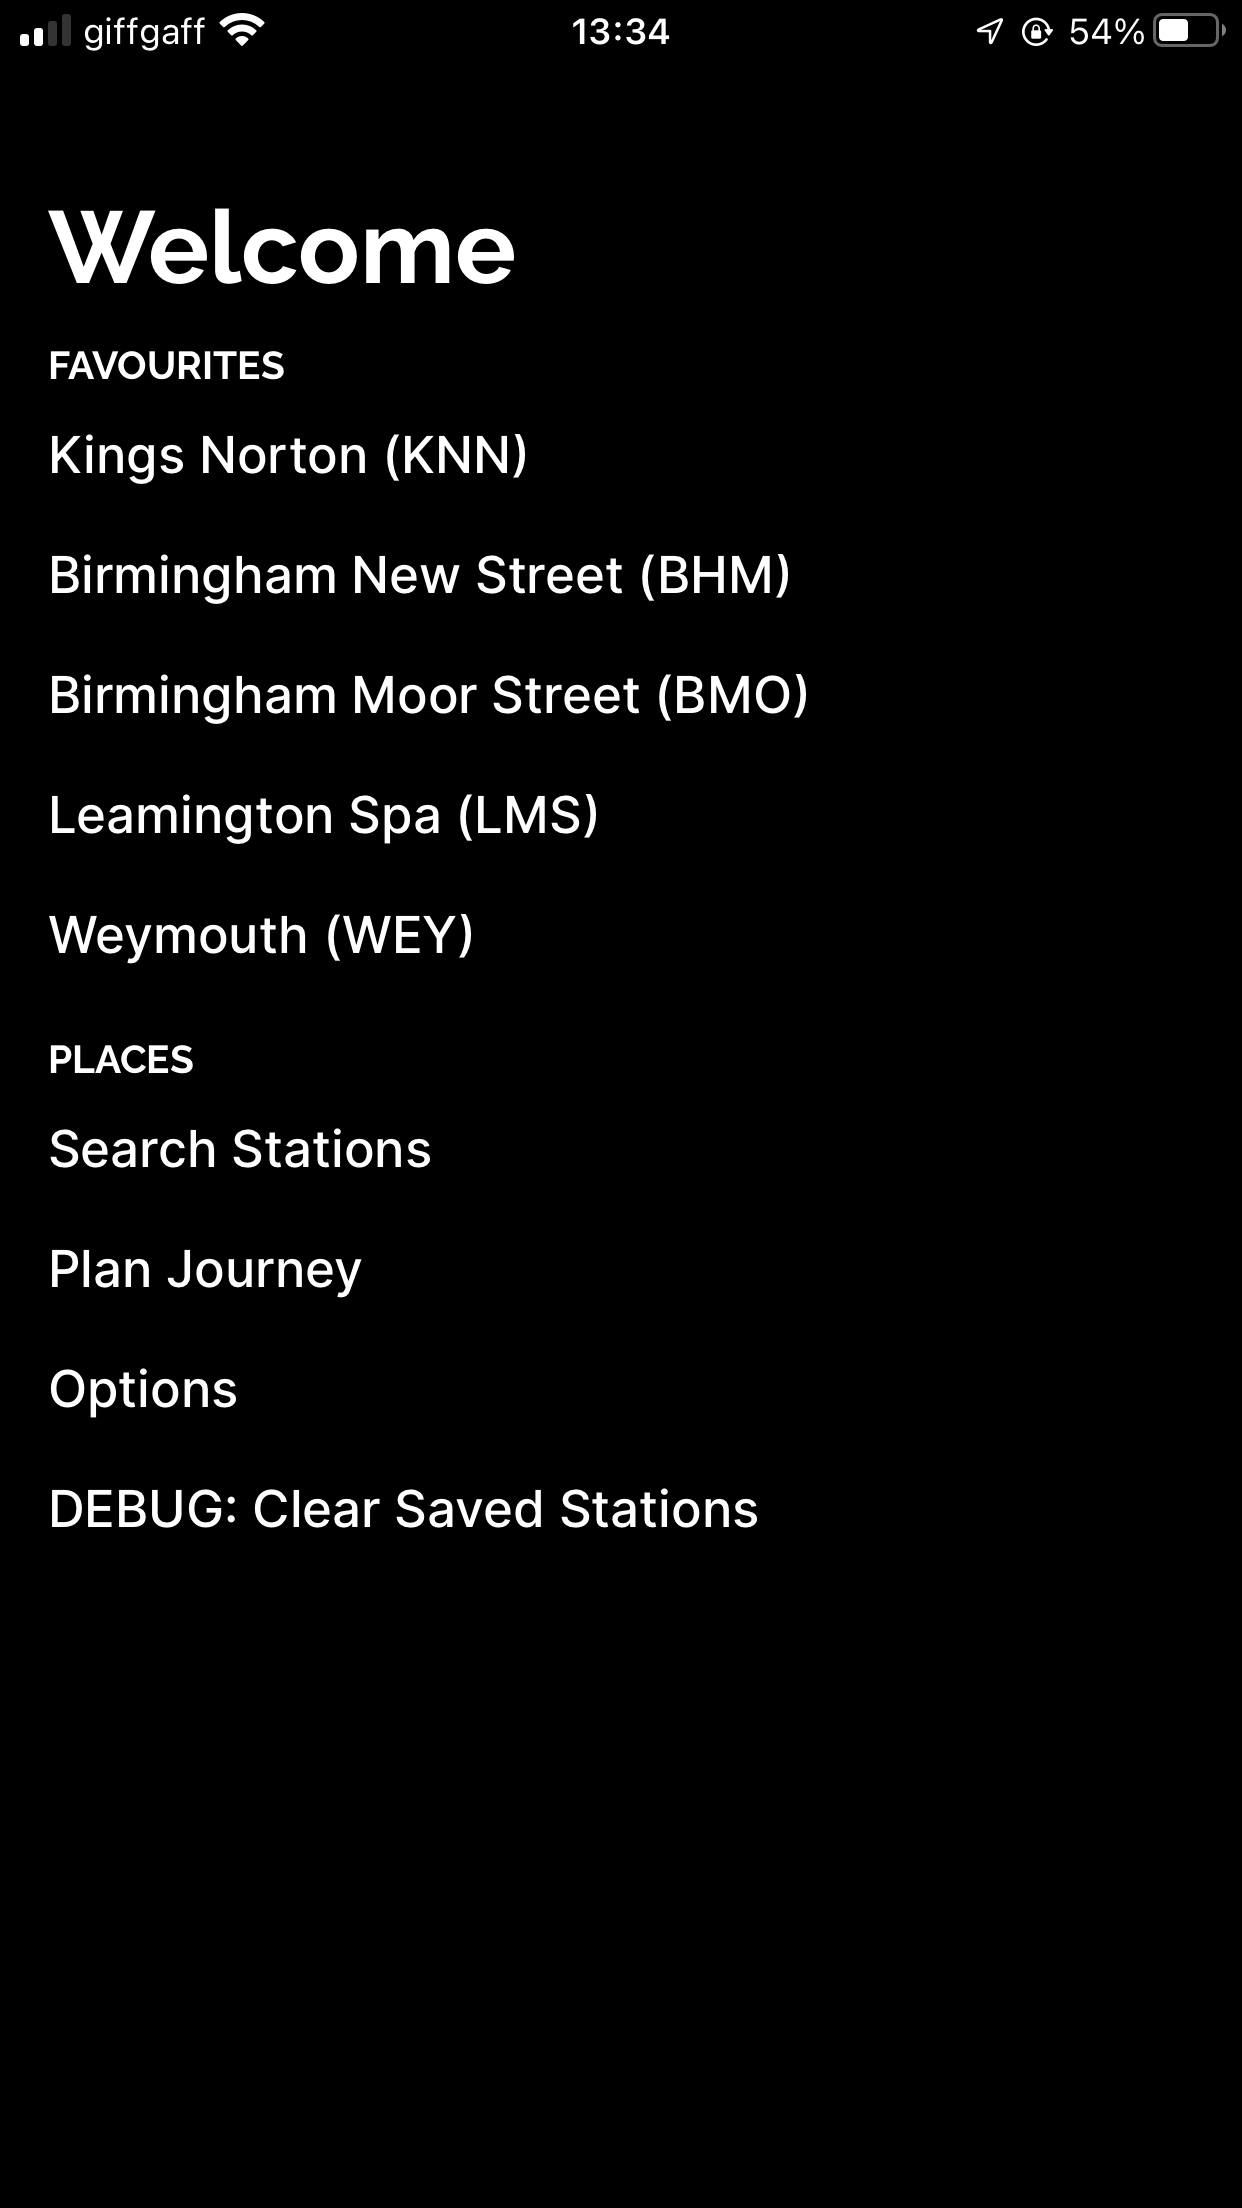 giffgaff 13:34 54%
Welcome
FAVOURITES
Kings Norton (KNN)
Birmingham New Street (BHM)
Birmingham Moor Street (BMO)
Leamington Spa (LMS)
Weymouth (WEY)
PLACES
Search Stations
Plan Journey
Options
DEBUG: Clear Saved Stations